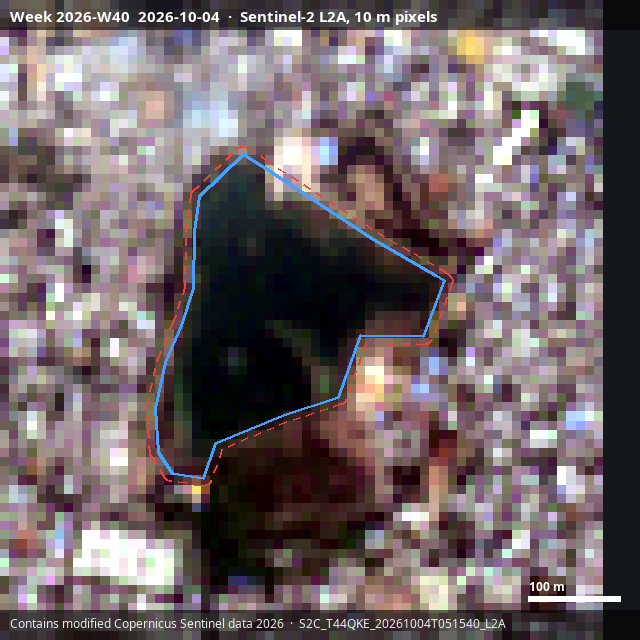 Week 2026-W40  2026-10-04  ·  Sentinel-2 L2A, 10 m pixels
100 m
Contains modified Copernicus Sentinel data 2026  ·  S2C_T44QKE_20261004T051540_L2A